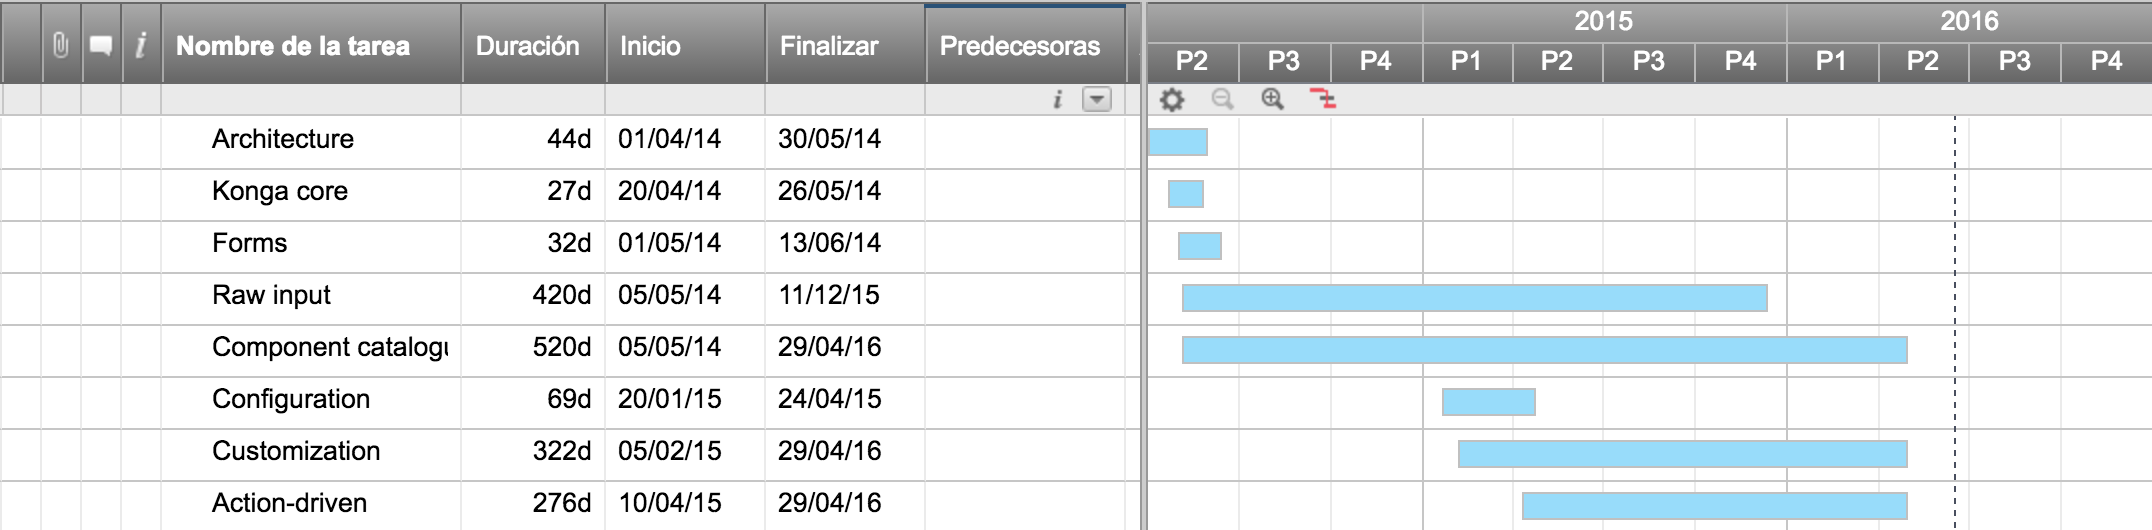 2015 2016
i Nombre de la tarea Duración Inicio Finalizar Predecesoras P2 P3 P4 P1 P2 P3 P4 P1 P2 P3 P4
i
Architecture 44d 01/04/14 30/05/14
Konga core 27d 20/04/14 26/05/14
Forms 32d 01/05/14 13/06/14
Raw input 420d 05/05/14 11/12/15
Component catalogu 520d 05/05/14 29/04/16
Configuration 69d 20/01/15 24/04/15
Customization 322d 05/02/15 29/04/16
Action-driven 276d 10/04/15 29/04/16